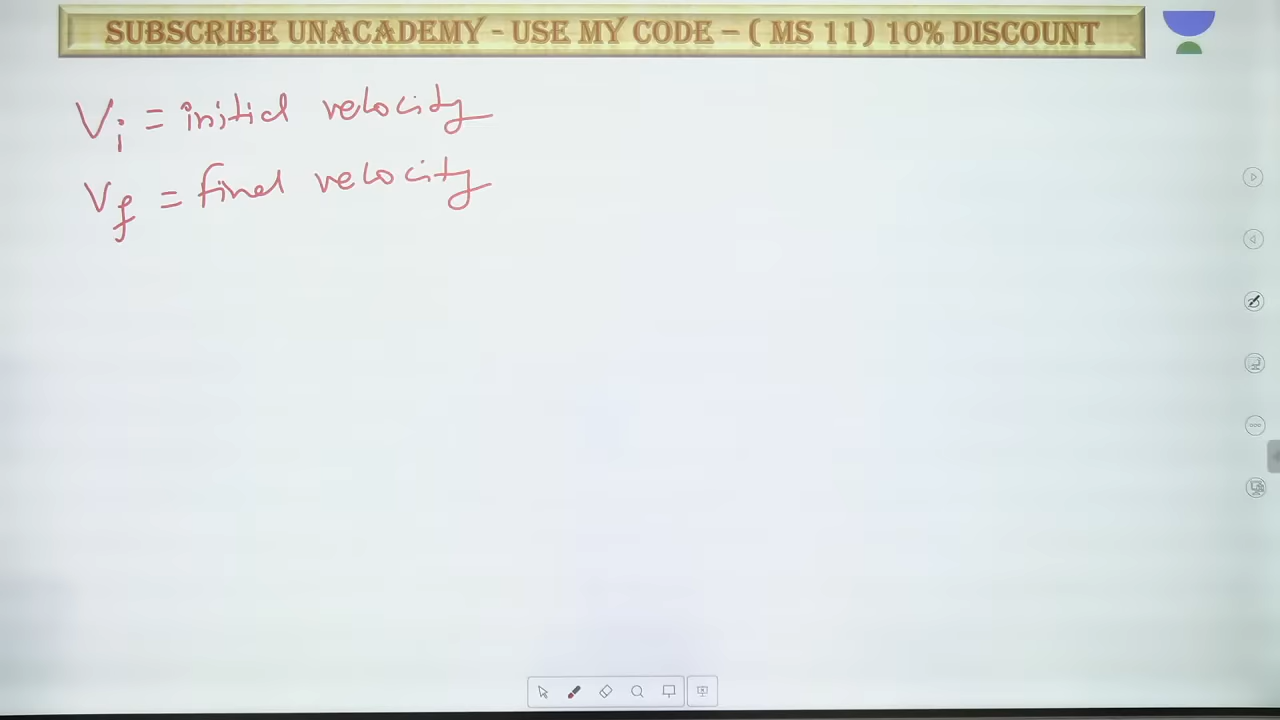 SUBSCRIBE UNACADEMY - USE MY CODE – ( MS 11) 10% DISCOUNT
Vi = initial velocity
Vf = final velocity